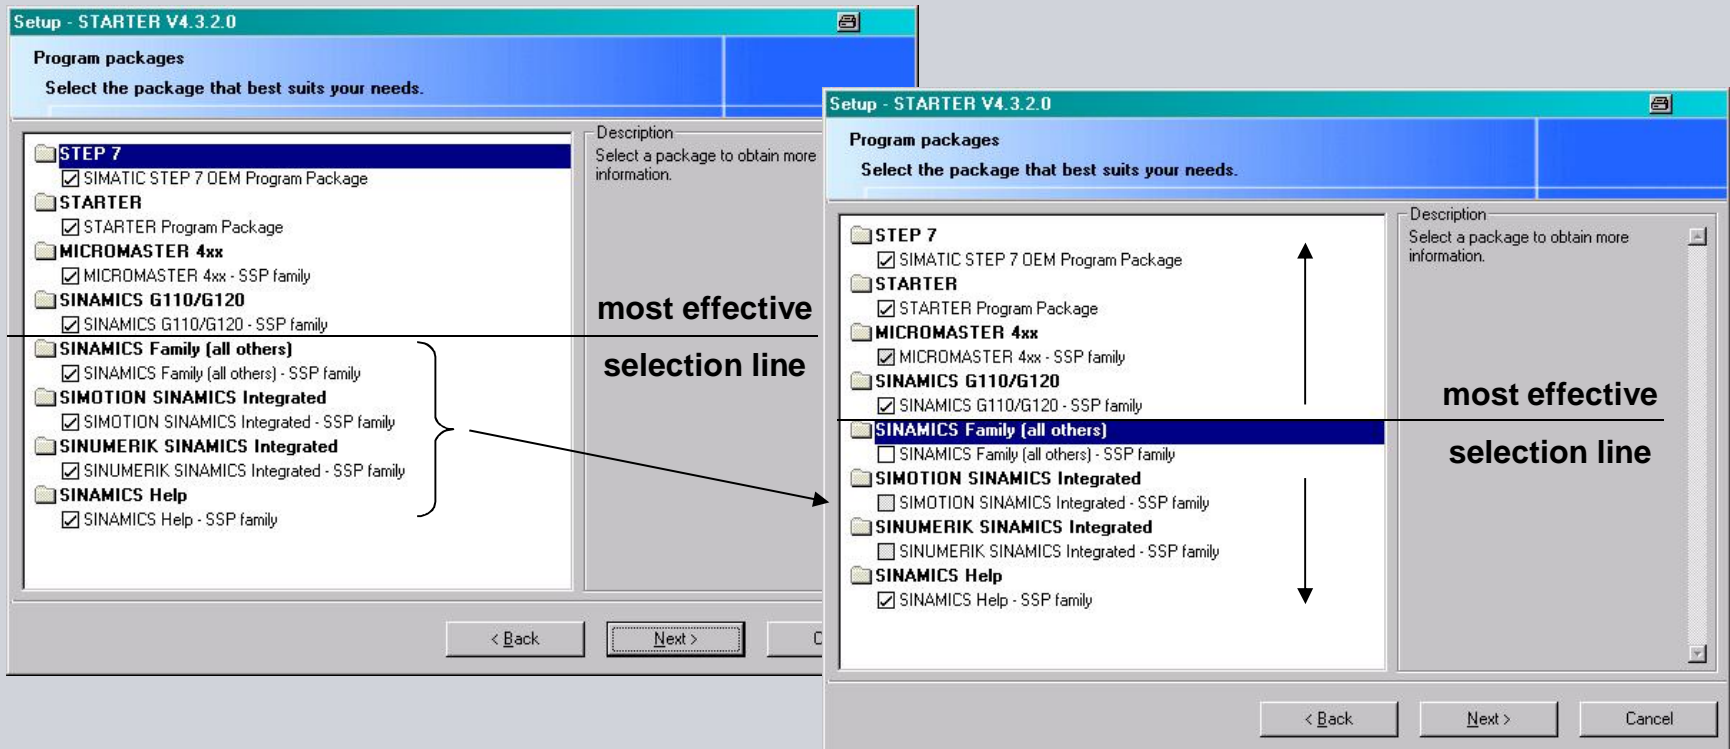 Setup - STARTER V4.3.2.0
Program packages
Select the package that best suits your needs.
STEP 7
SIMATIC STEP 7 OEM Program Package
STARTER
STARTER Program Package
MICROMASTER 4xx
MICROMASTER 4xx - SSP family
SINAMICS G110/G120
SINAMICS G110/G120 - SSP family
SINAMICS Family (all others)
SINAMICS Family (all others) - SSP family
SIMOTION SINAMICS Integrated
SIMOTION SINAMICS Integrated - SSP family
SINUMERIK SINAMICS Integrated
SINUMERIK SINAMICS Integrated - SSP family
SINAMICS Help
SINAMICS Help - SSP family
Description
Select a package to obtain more
information.
most effective
selection line
< Back
Next >
C
Setup - STARTER V4.3.2.0
Program packages
Select the package that best suits your needs.
STEP 7
SIMATIC STEP 7 OEM Program Package
STARTER
STARTER Program Package
MICROMASTER 4xx
MICROMASTER 4xx - SSP family
SINAMICS G110/G120
SINAMICS G110/G120 - SSP family
SINAMICS Family (all others)
SINAMICS Family (all others) - SSP family
SIMOTION SINAMICS Integrated
SIMOTION SINAMICS Integrated - SSP family
SINUMERIK SINAMICS Integrated
SINUMERIK SINAMICS Integrated - SSP family
SINAMICS Help
SINAMICS Help - SSP family
Description
Select a package to obtain more
information.
most effective
selection line
< Back
Next >
Cancel